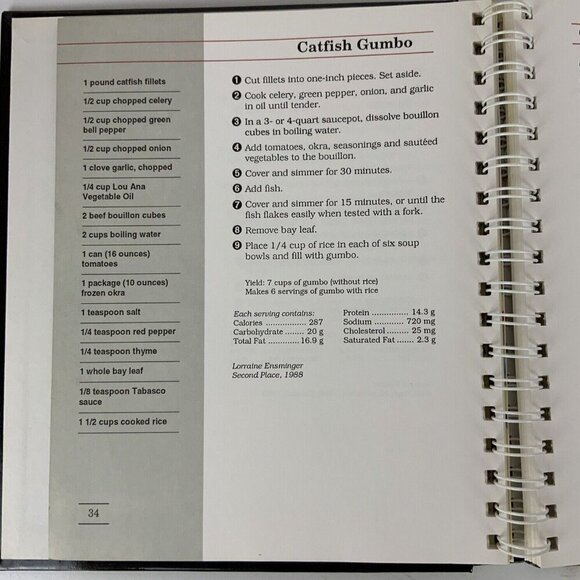 Catfish Gumbo
1 pound catfish fillets
1/2 cup chopped celery
1/2 cup chopped green
bell pepper
1/2 cup chopped onion
1 clove garlic, chopped
1/4 cup Lou Ana
Vegetable Oil
2 beef bouillon cubes
2 cups boiling water
1 can (16 ounces)
tomatoes
1 package (10 ounces)
frozen okra
1 teaspoon salt
1/4 teaspoon red pepper
1/4 teaspoon thyme
1 whole bay leaf
1/8 teaspoon Tabasco
sauce
1 1/2 cups cooked rice
1 Cut fillets into one-inch pieces. Set aside.
2 Cook celery, green pepper, onion, and garlic
in oil until tender.
3 In a 3- or 4-quart saucepot, dissolve bouillon
cubes in boiling water.
4 Add tomatoes, okra, seasonings and sautéed
vegetables to the bouillon.
5 Cover and simmer for 30 minutes.
6 Add fish.
7 Cover and simmer for 15 minutes, or until the
fish flakes easily when tested with a fork.
8 Remove bay leaf.
9 Place 1/4 cup of rice in each of six soup
bowls and fill with gumbo.
Yield: 7 cups of gumbo (without rice)
Makes 6 servings of gumbo with rice
Each serving contains:
Calories ................. 287
Carbohydrate ........ 20 g
Total Fat ............. 16.9 g
Protein ............... 14.3 g
Sodium ............ 720 mg
Cholesterol ......... 25 mg
Saturated Fat ....... 2.3 g
Lorraine Ensminger
Second Place, 1988
34